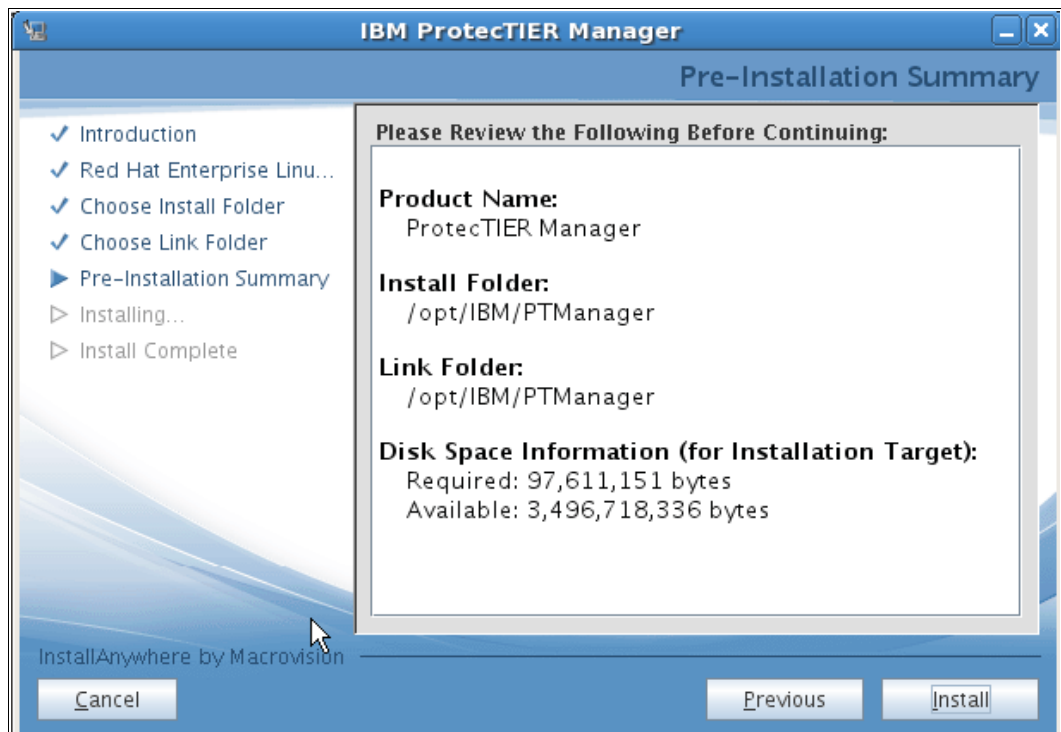 IBM ProtecTIER Manager
Pre-Installation Summary
Introduction
Red Hat Enterprise Linu...
Choose Install Folder
Choose Link Folder
Pre-Installation Summary
Installing...
Install Complete
Please Review the Following Before Continuing:
Product Name:
ProtecTIER Manager
Install Folder:
/opt/IBM/PTManager
Link Folder:
/opt/IBM/PTManager
Disk Space Information (for Installation Target):
Required: 97,611,151 bytes
Available: 3,496,718,336 bytes
InstallAnywhere by Macrovision
Cancel
Previous
Install